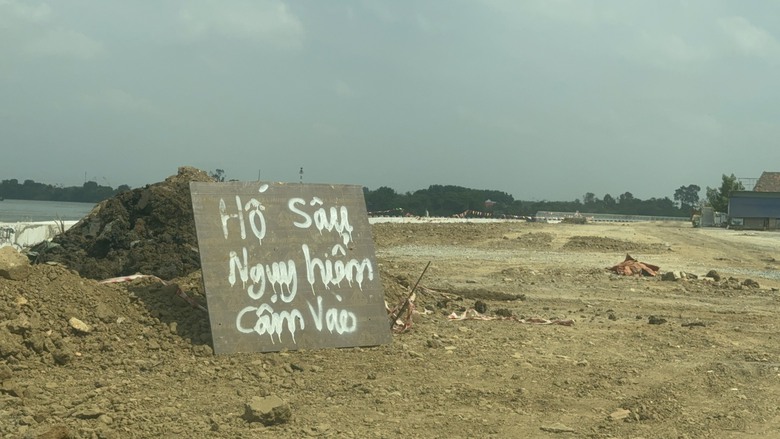 Hố Sâu
Nguy hiểm
Cấm Vào